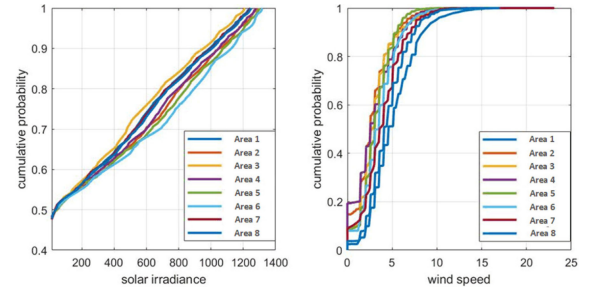 1
0.9
0.8
0.7
0.6
0.5
0.4
cumulative probability
200 400 600 800 1000 1200 1400
solar irradiance
Area 1
Area 2
Area 3
Area 4
Area 5
Area 6
Area 7
Area 8
1
0.8
0.6
0.4
0.2
0
cumulative probability
0 5 10 15 20 25
wind speed
Area 1
Area 2
Area 3
Area 4
Area 5
Area 6
Area 7
Area 8